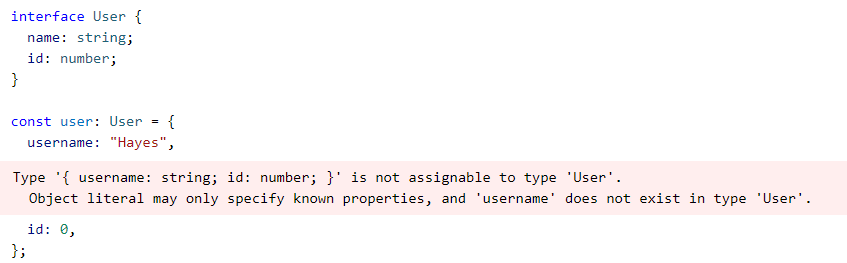 interface User {
  name: string;
  id: number;
}

const user: User = {
  username: "Hayes",
Type '{ username: string; id: number; }' is not assignable to type 'User'.
  Object literal may only specify known properties, and 'username' does not exist in type 'User'.
  id: 0,
};